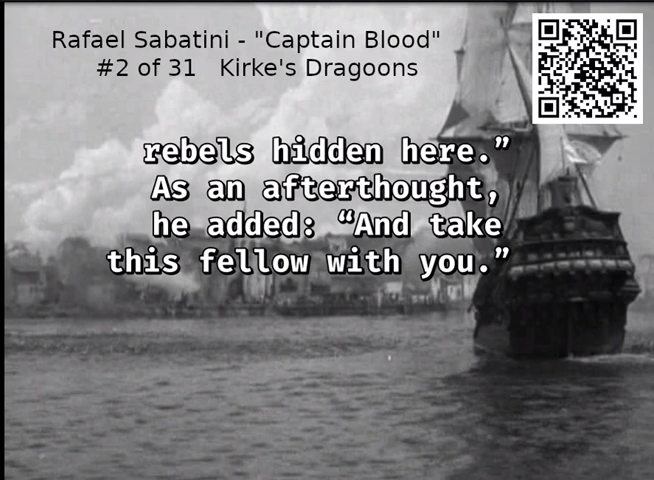 Rafael Sabatini - "Captain Blood"
#2 of 31   Kirke's Dragoons
rebels hidden here.”
As an afterthought,
he added: “And take
this fellow with you.”